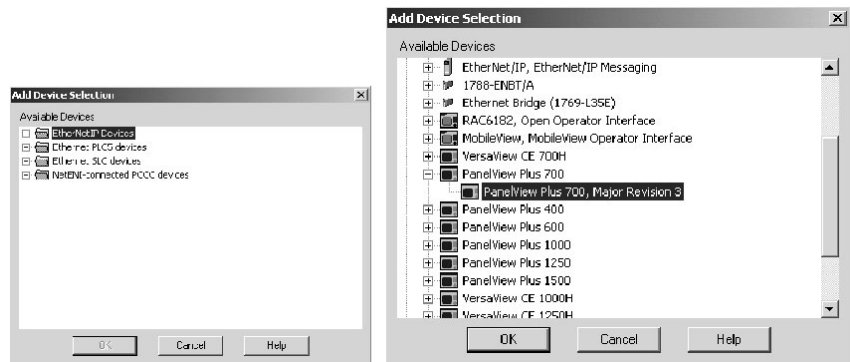 Add Device Selection
Available Devices
EtherNetIP Devices
Ethernet PLC5 devices
Ethernet SLC devices
NetENI-connected PCCC devices
OK Cancel Help
Add Device Selection
Available Devices
EtherNet/IP, EtherNet/IP Messaging
1788-ENBT/A
Ethernet Bridge (1769-L35E)
RAC6182, Open Operator Interface
MobileView, MobileView Operator Interface
VersaView CE 700H
PanelView Plus 700
PanelView Plus 700, Major Revision 3
PanelView Plus 400
PanelView Plus 600
PanelView Plus 1000
PanelView Plus 1250
PanelView Plus 1500
VersaView CE 1000H
VersaView CE 1250H
OK Cancel Help